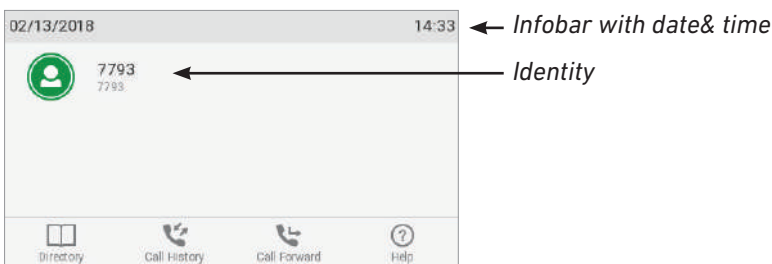 02/13/2018 14:33 Infobar with date& time
7793 Identity
7793
Directory Call History Call Forward Help